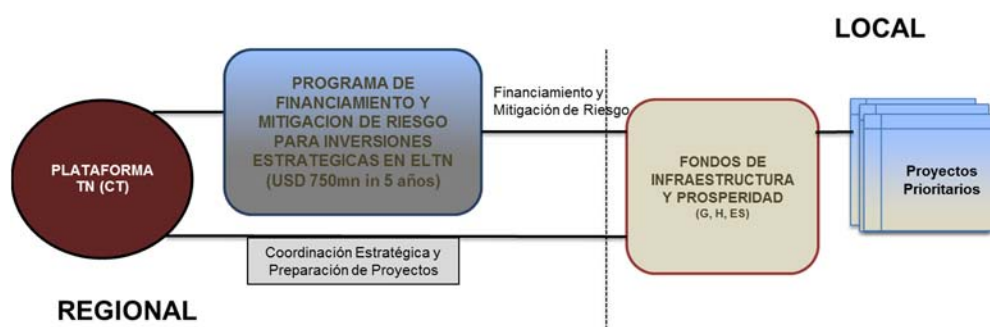 LOCAL
PROGRAMA DE
FINANCIAMIENTO Y
MITIGACION DE RIESGO
PARA INVERSIONES
ESTRATEGICAS EN ELTN
(USD 750mn in 5 años)
Financiamiento y
Mitigación de Riesgo
PLATAFORMA
TN (CT)
FONDOS DE
INFRAESTRUCTURA
Y PROSPERIDAD
(G, H, ES)
Proyectos
Prioritarios
Coordinación Estratégica y
Preparación de Proyectos
REGIONAL